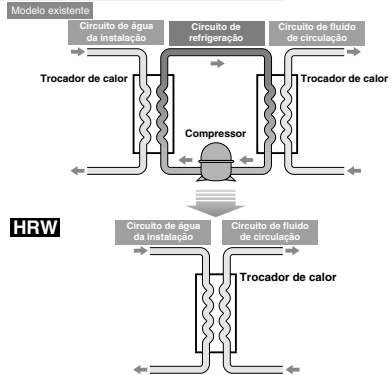 Modelo existente
Circuito de água
da instalação
Circuito de
refrigeração
Circuito de fluido
de circulação
Trocador de calor
Trocador de calor
Compressor
HRW
Circuito de água
da instalação
Circuito de fluido
de circulação
Trocador de calor